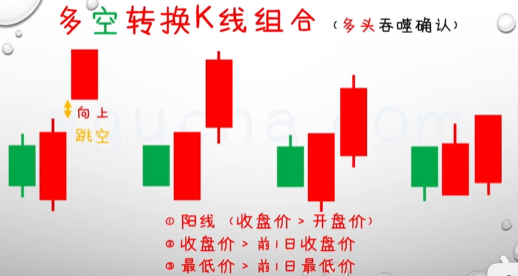 多空转换K线组合（多头吞噬确认）
向上
跳空
① 阳线（收盘价 > 开盘价）
② 收盘价 > 前1日收盘价
③ 最低价 > 前1日最低价